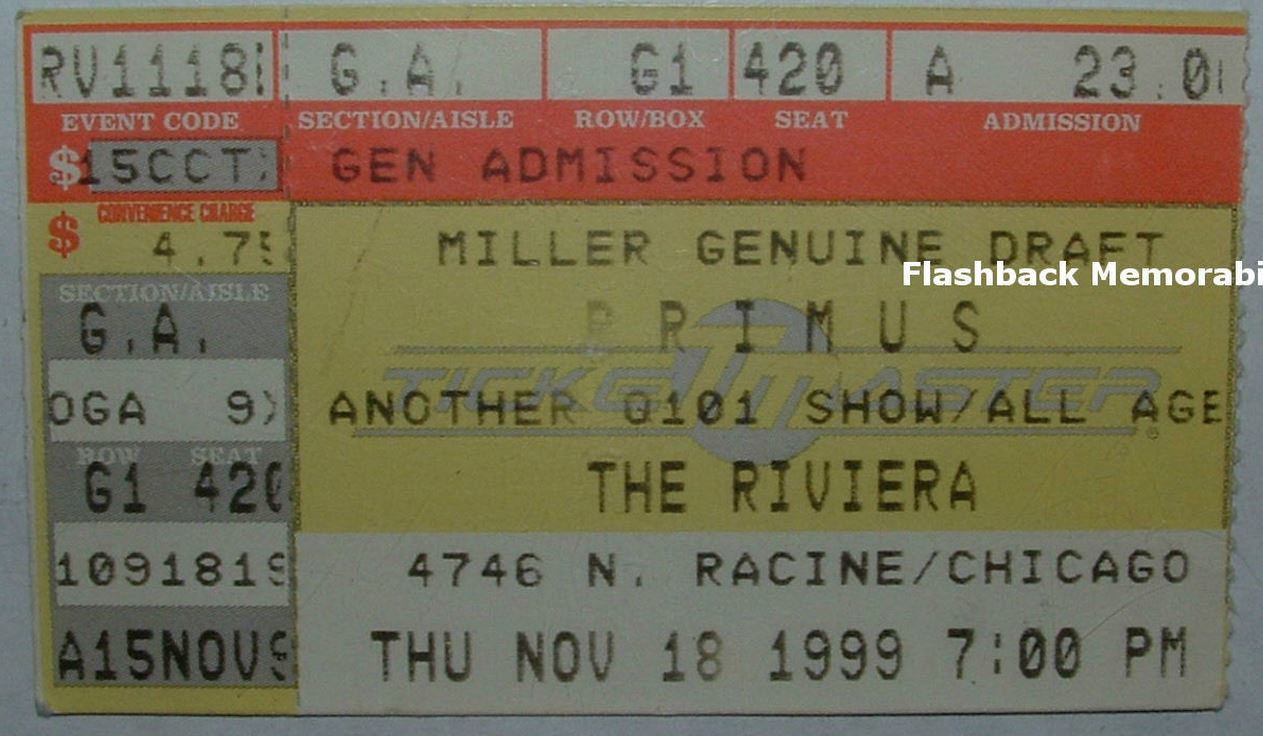 RV1118 G.A. G1 420 A 23.0
EVENT CODE SECTION/AISLE ROW/BOX SEAT ADMISSION
$ 15CCT GEN ADMISSION
CONVENIENCE CHARGE
$ 4.75
MILLER GENUINE DRAFT
Flashback Memorabi
SECTION/AISLE
G.A.
PRIMUS
TICKETMASTER
OGA 9X
ANOTHER Q101 SHOW/ALL AGE
ROW SEAT
G1 420
THE RIVIERA
1091819
4746 N. RACINE/CHICAGO
A15NOV9
THU NOV 18 1999 7:00 PM